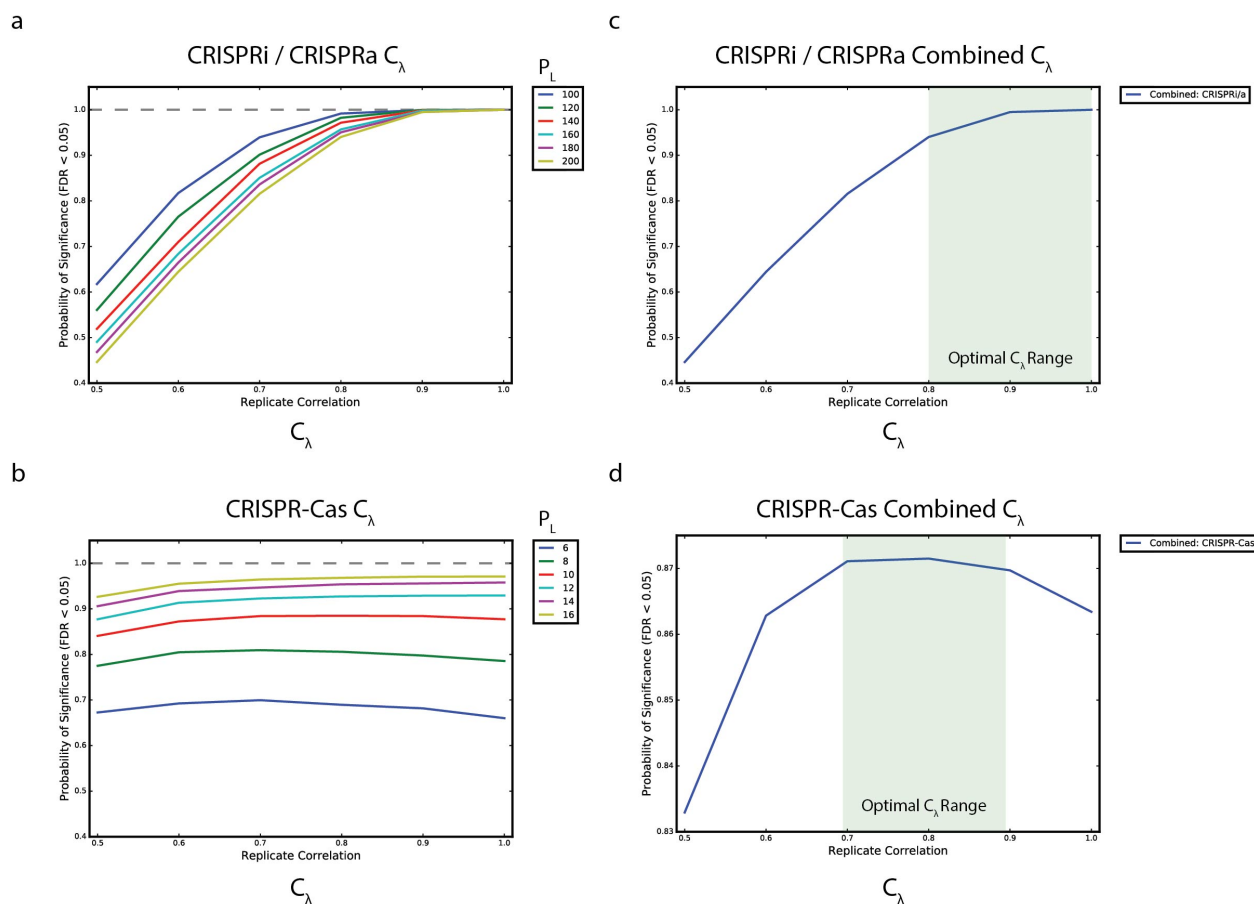 a
CRISPRi / CRISPRa Cλ
PL
100
120
140
160
180
200
Probability of Significance (FDR < 0.05)
1.0
0.9
0.8
0.7
0.6
0.5
0.4
0.5 0.6 0.7 0.8 0.9 1.0
Replicate Correlation
Cλ
c
CRISPRi / CRISPRa Combined Cλ
Combined: CRISPRi/a
Probability of Significance (FDR < 0.05)
1.0
0.9
0.8
0.7
0.6
0.5
0.4
Optimal Cλ Range
0.5 0.6 0.7 0.8 0.9 1.0
Replicate Correlation
Cλ
b
CRISPR-Cas Cλ
PL
6
8
10
12
14
16
Probability of Significance (FDR < 0.05)
1.0
0.9
0.8
0.7
0.6
0.5
0.4
0.5 0.6 0.7 0.8 0.9 1.0
Replicate Correlation
Cλ
d
CRISPR-Cas Combined Cλ
Combined: CRISPR-Cas
Probability of Significance (FDR < 0.05)
0.87
0.86
0.85
0.84
0.83
Optimal Cλ Range
0.5 0.6 0.7 0.8 0.9 1.0
Replicate Correlation
Cλ